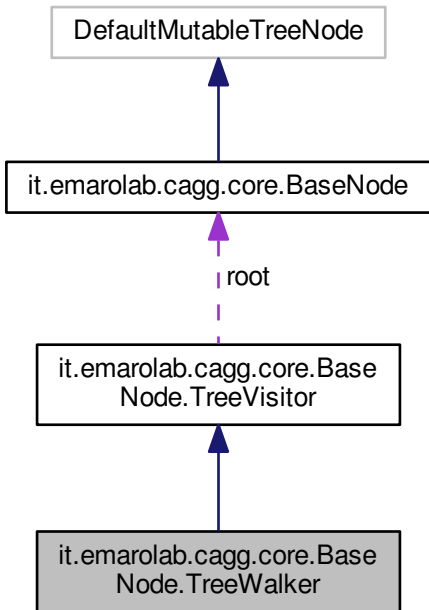 DefaultMutableTreeNode
it.emarolab.cagg.core.BaseNode
root
it.emarolab.cagg.core.Base
Node.TreeVisitor
it.emarolab.cagg.core.Base
Node.TreeWalker